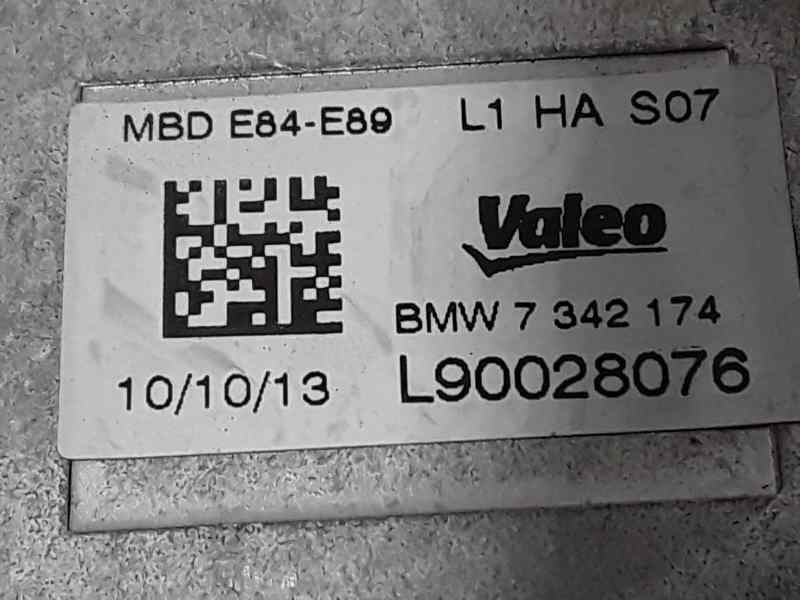 MBD E84-E89 L1 HA S07
Valeo
BMW 7 342 174
10/10/13 L90028076